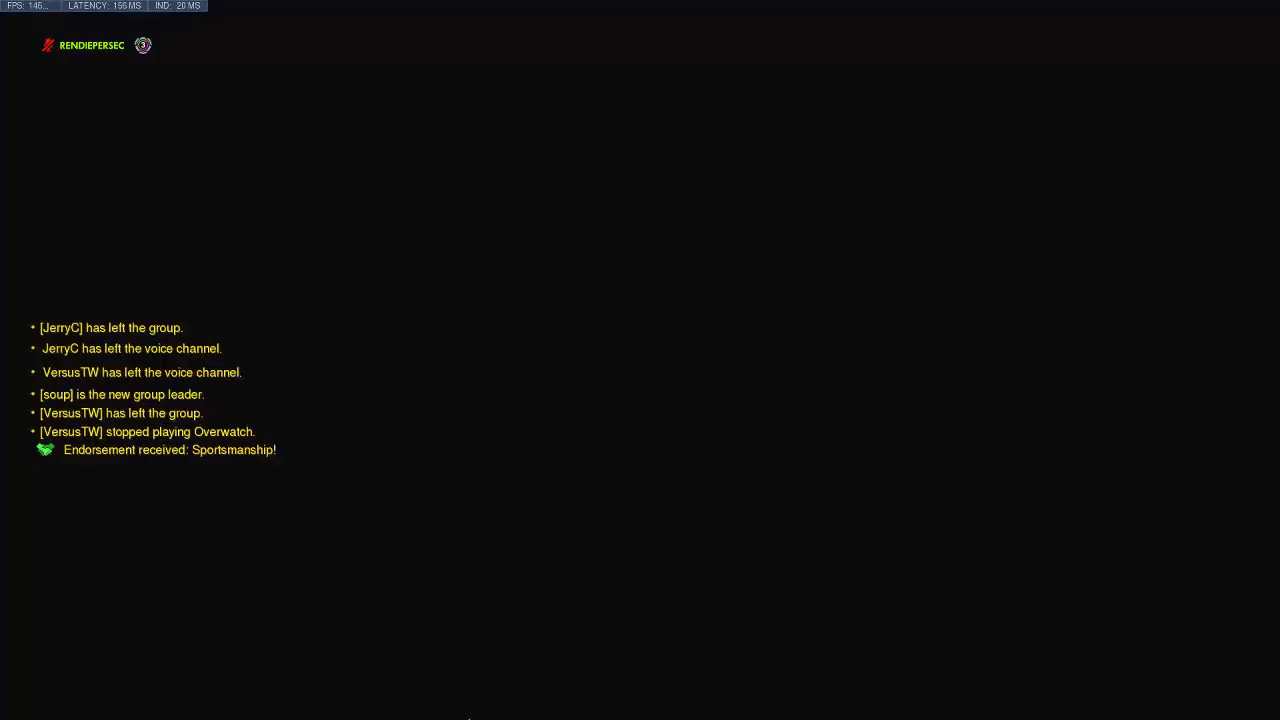 FPS: 146... LATENCY: 156 MS IND: 20 MS
RENDIEPERSEC 3
• [JerryC] has left the group.
• JerryC has left the voice channel.
• VersusTW has left the voice channel.
• [soup] is the new group leader.
• [VersusTW] has left the group.
• [VersusTW] stopped playing Overwatch.
Endorsement received: Sportsmanship!